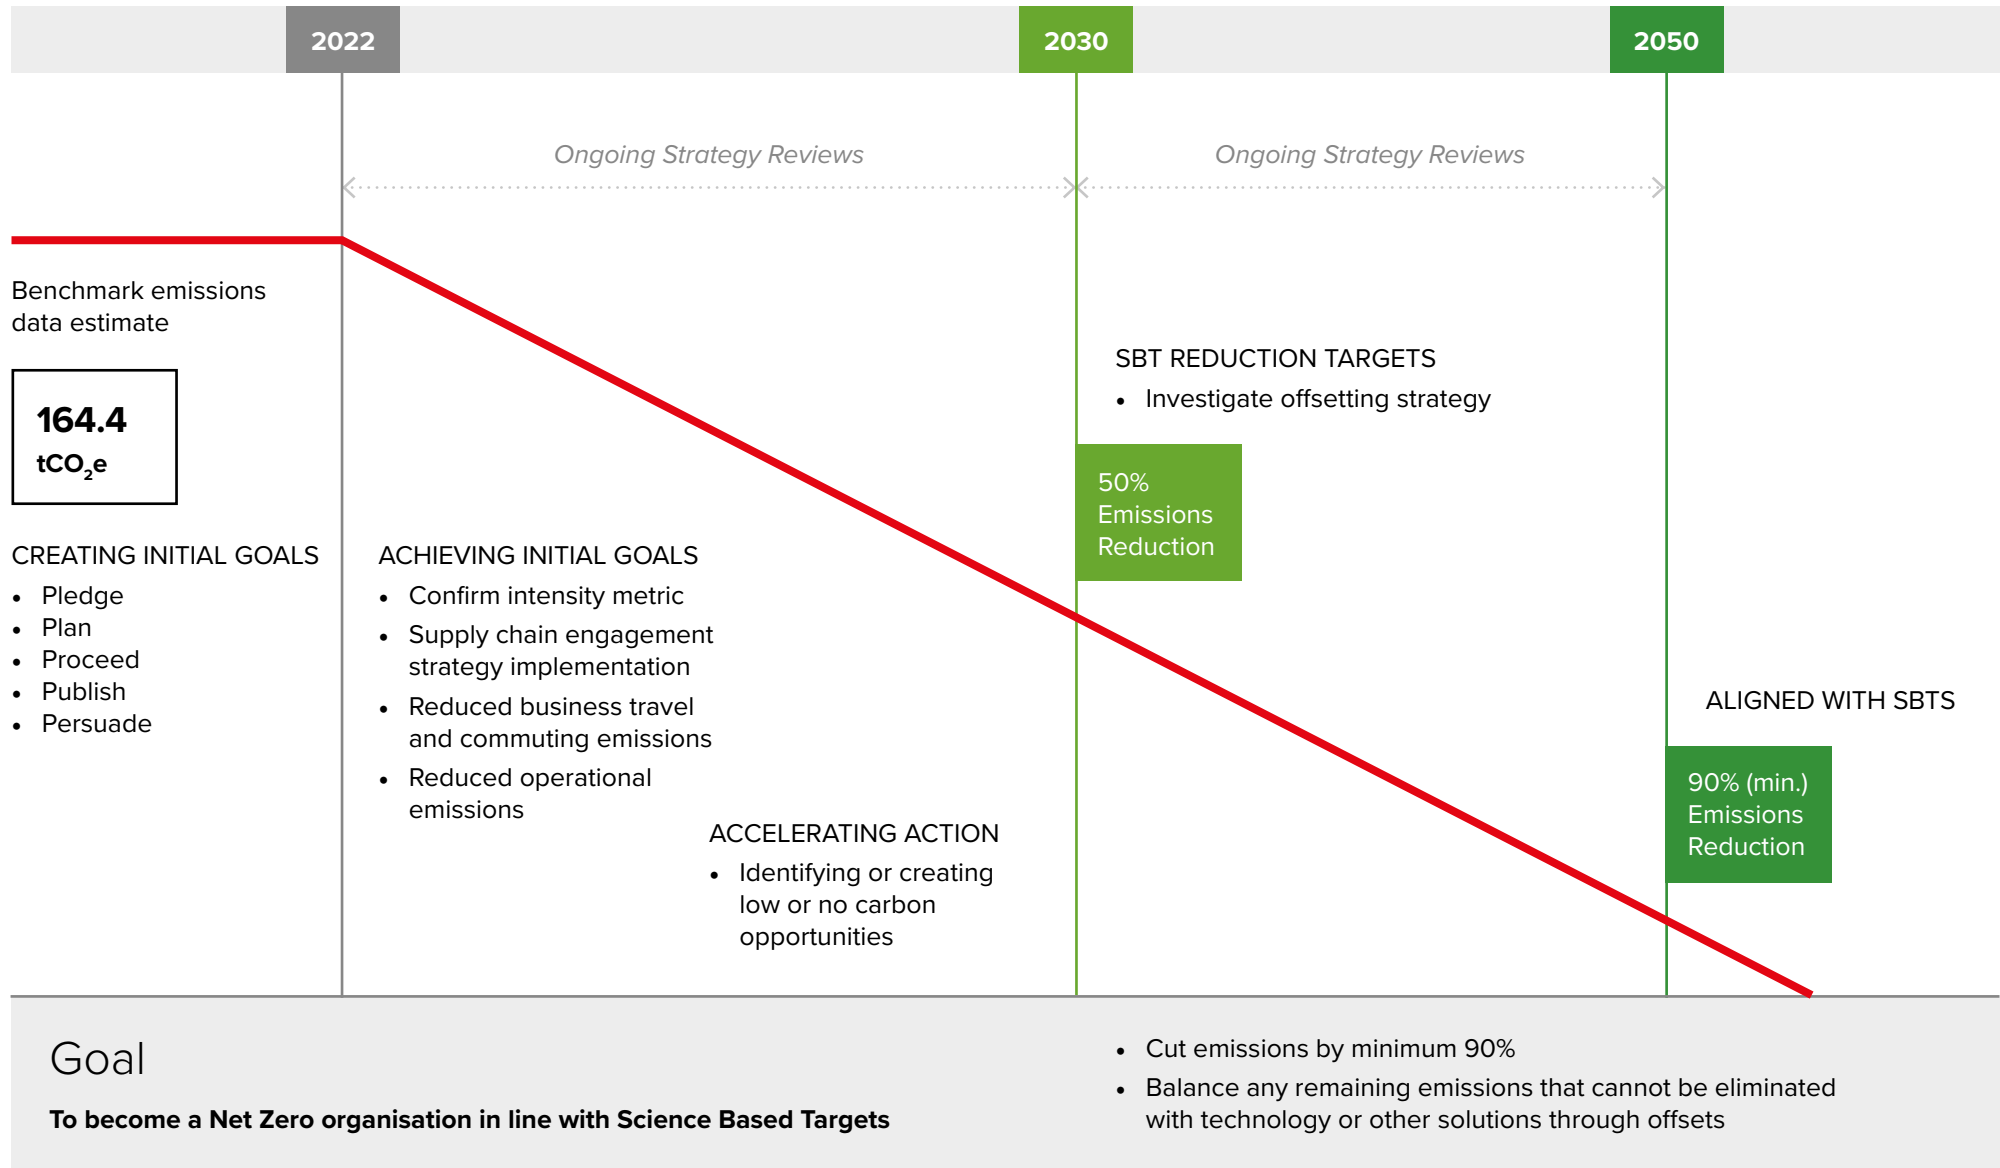 2022
2030
2050
Ongoing Strategy Reviews
Ongoing Strategy Reviews
Benchmark emissions
data estimate
164.4
tCO₂e
CREATING INITIAL GOALS
• Pledge
• Plan
• Proceed
• Publish
• Persuade
ACHIEVING INITIAL GOALS
• Confirm intensity metric
• Supply chain engagement
strategy implementation
• Reduced business travel
and commuting emissions
• Reduced operational
emissions
ACCELERATING ACTION
• Identifying or creating
low or no carbon
opportunities
SBT REDUCTION TARGETS
• Investigate offsetting strategy
50%
Emissions
Reduction
ALIGNED WITH SBTS
90% (min.)
Emissions
Reduction
Goal
To become a Net Zero organisation in line with Science Based Targets
• Cut emissions by minimum 90%
• Balance any remaining emissions that cannot be eliminated
with technology or other solutions through offsets